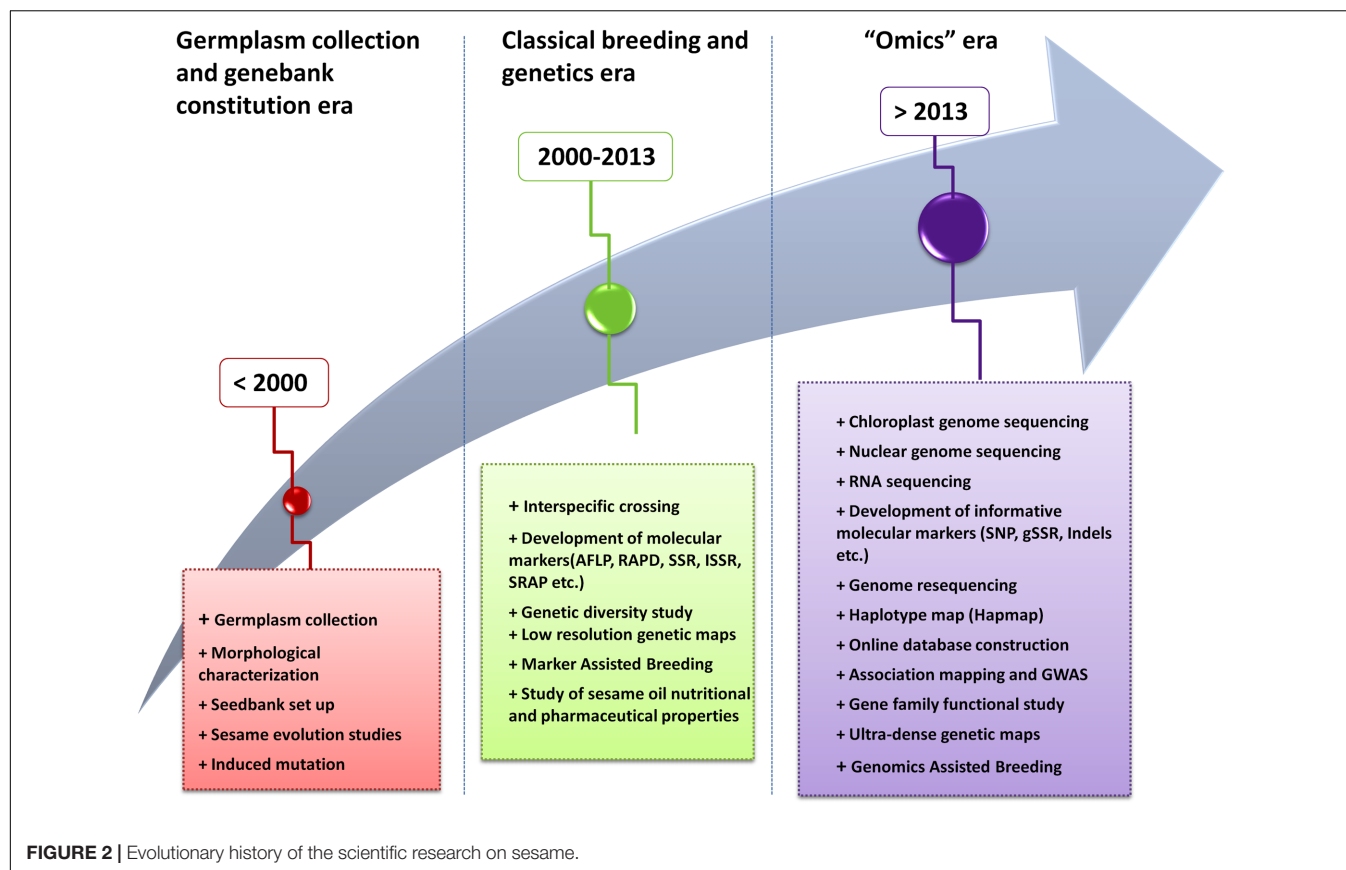 Germplasm collection
and genebank
constitution era
Classical breeding and
genetics era
“Omics” era
> 2013
2000-2013
< 2000
+ Germplasm collection
+ Morphological
characterization
+ Seedbank set up
+ Sesame evolution studies
+ Induced mutation
+ Interspecific crossing
+ Development of molecular
markers(AFLP, RAPD, SSR, ISSR,
SRAP etc.)
+ Genetic diversity study
+ Low resolution genetic maps
+ Marker Assisted Breeding
+ Study of sesame oil nutritional
and pharmaceutical properties
+ Chloroplast genome sequencing
+ Nuclear genome sequencing
+ RNA sequencing
+ Development of informative
molecular markers (SNP, gSSR, Indels
etc.)
+ Genome resequencing
+ Haplotype map (Hapmap)
+ Online database construction
+ Association mapping and GWAS
+ Gene family functional study
+ Ultra-dense genetic maps
+ Genomics Assisted Breeding
FIGURE 2 | Evolutionary history of the scientific research on sesame.